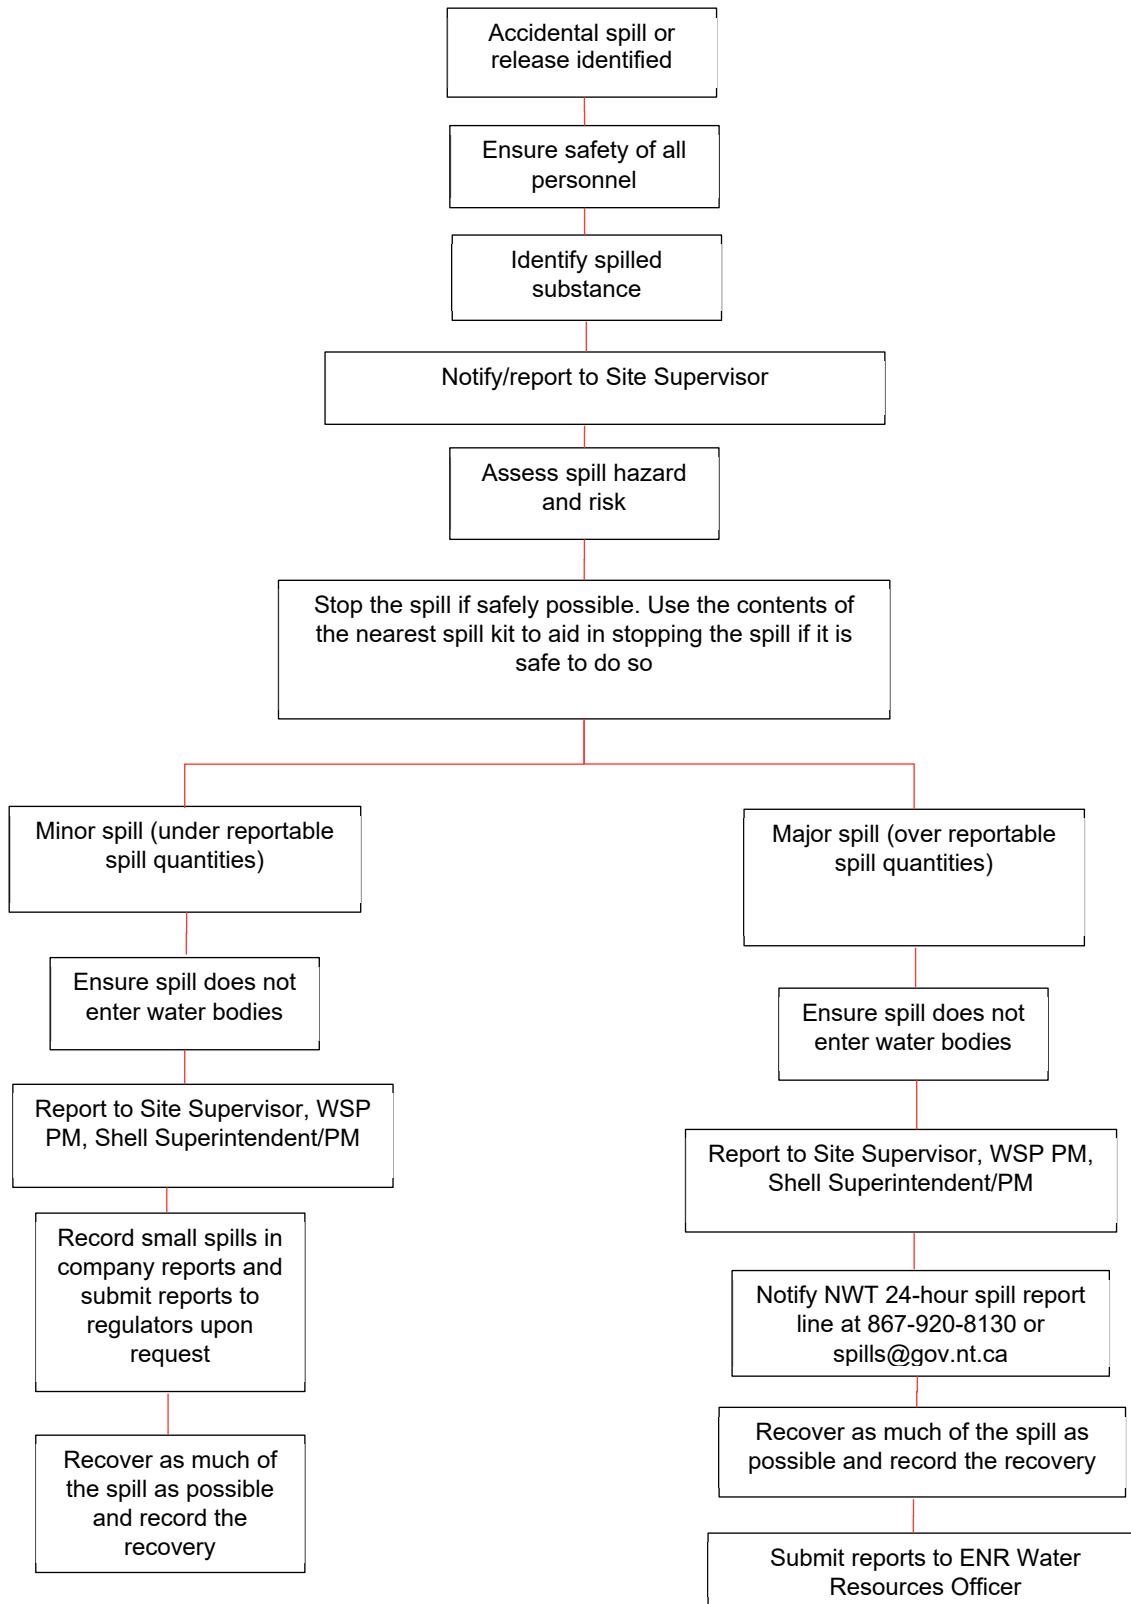 Accidental spill or
release identified
Ensure safety of all
personnel
Identify spilled
substance
Notify/report to Site Supervisor
Assess spill hazard
and risk
Stop the spill if safely possible. Use the contents of
the nearest spill kit to aid in stopping the spill if it is
safe to do so
Minor spill (under reportable
spill quantities)
Ensure spill does not
enter water bodies
Report to Site Supervisor, WSP
PM, Shell Superintendent/PM
Record small spills in
company reports and
submit reports to
regulators upon
request
Recover as much of
the spill as possible
and record the
recovery
Major spill (over reportable
spill quantities)
Ensure spill does not
enter water bodies
Report to Site Supervisor, WSP PM,
Shell Superintendent/PM
Notify NWT 24-hour spill report
line at 867-920-8130 or
spills@gov.nt.ca
Recover as much of the spill as
possible and record the recovery
Submit reports to ENR Water
Resources Officer